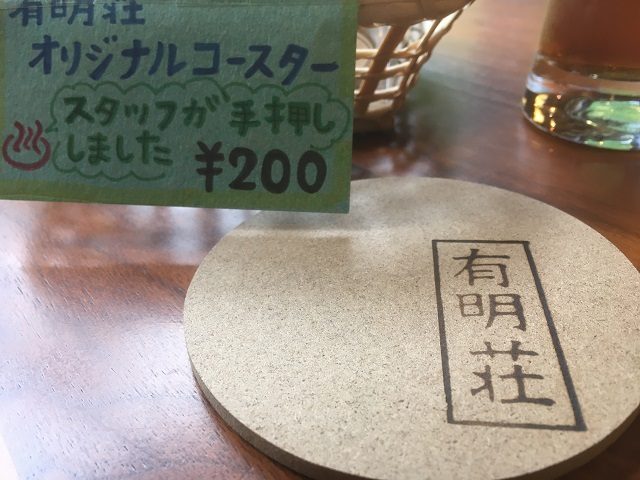 有明荘
オリジナルコースター
スタッフが手押し
しました
¥200
有明荘